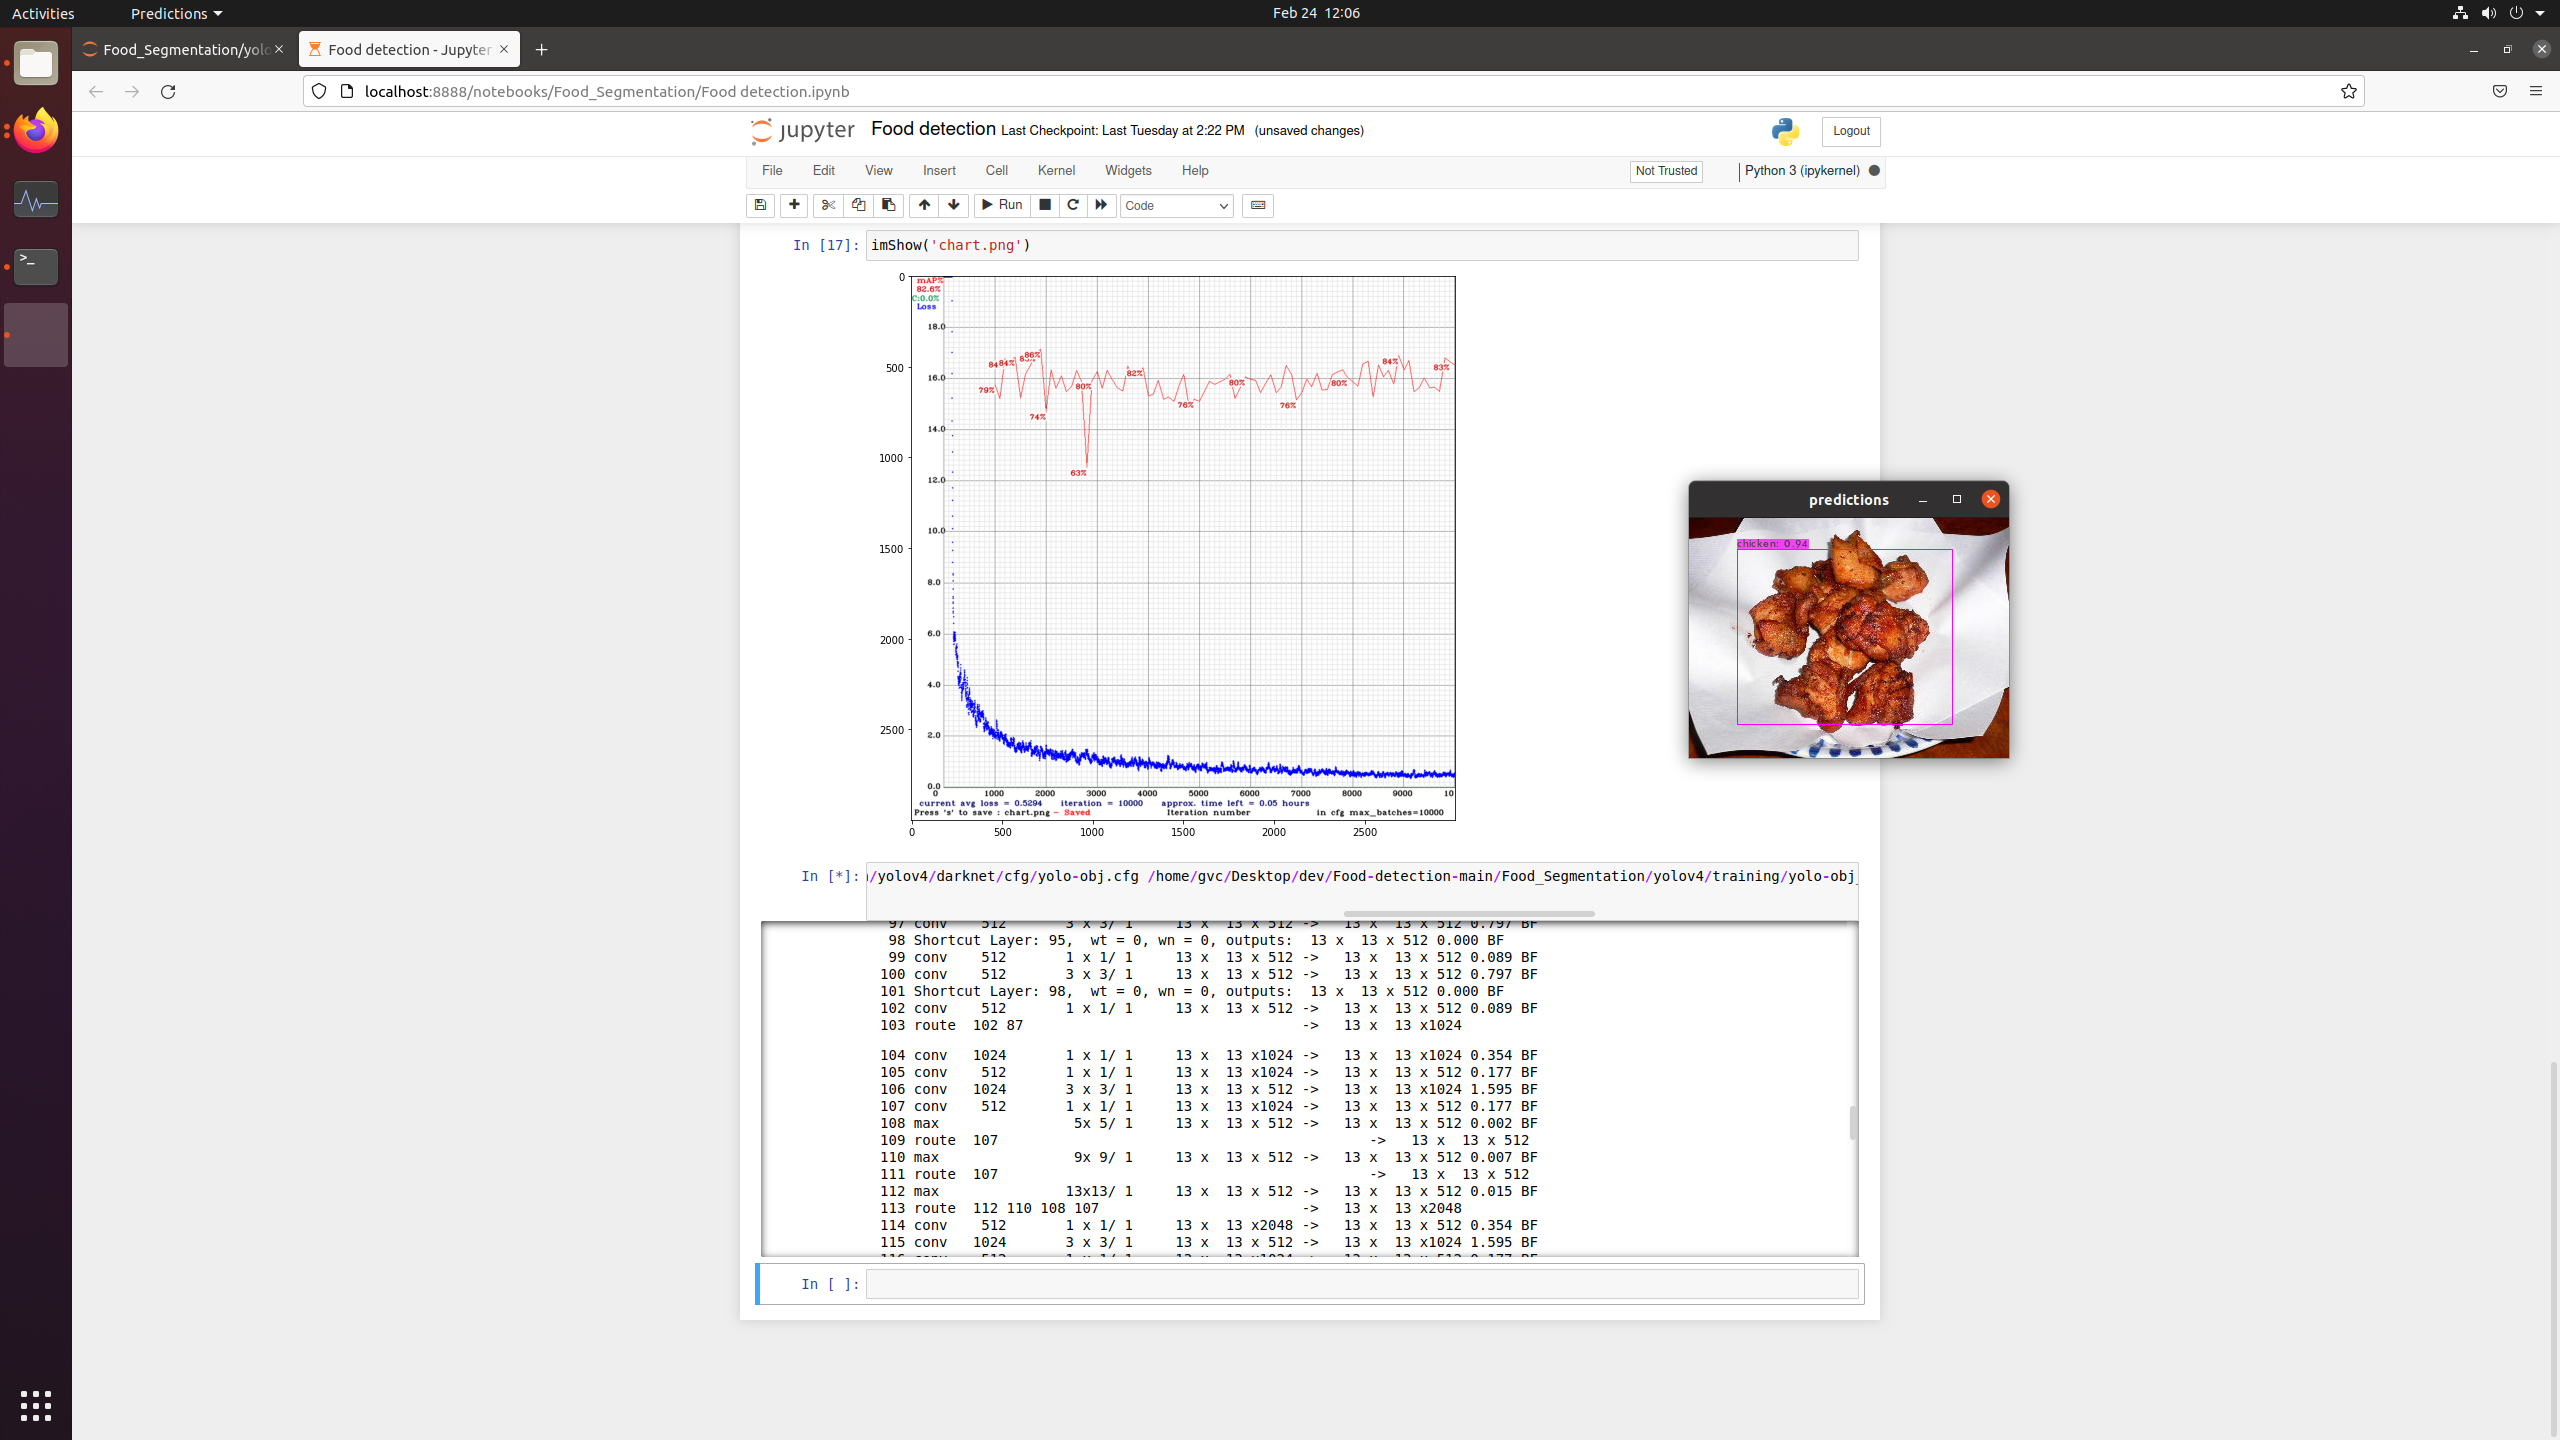 Activities
Predictions
Feb 24 12:06
Food_Segmentation/yolo
Food detection - Jupyter
localhost:8888/notebooks/Food_Segmentation/Food detection.ipynb
jupyter Food detection Last Checkpoint: Last Tuesday at 2:22 PM (unsaved changes)
Logout
File Edit View Insert Cell Kernel Widgets Help
Not Trusted
Python 3 (ipykernel)
Run
Code
In [17]: imShow('chart.png')
0
500
1000
1500
2000
2500
mAP%
82.6%
C:0.0%
Loss
18.0
16.0
14.0
12.0
10.0
8.0
6.0
4.0
2.0
0.0
79%
84%
86%
74%
80%
63%
82%
76%
80%
76%
80%
84%
83%
0 1000 2000 3000 4000 5000 6000 7000 8000 9000 10
current avg loss = 0.5294 iteration = 10000 approx. time left = 0.05 hours
Press 's' to save : chart.png - Saved Iteration number in cfg max_batches=10000
0 500 1000 1500 2000 2500
predictions
chicken: 0.94
In [*]: /yolov4/darknet/cfg/yolo-obj.cfg /home/gvc/Desktop/dev/Food-detection-main/Food_Segmentation/yolov4/training/yolo-obj_
97 conv 512 3 x 3/ 1 13 x 13 x 512 -> 13 x 13 x 512 0.797 BF
98 Shortcut Layer: 95, wt = 0, wn = 0, outputs: 13 x 13 x 512 0.000 BF
99 conv 512 1 x 1/ 1 13 x 13 x 512 -> 13 x 13 x 512 0.089 BF
100 conv 512 3 x 3/ 1 13 x 13 x 512 -> 13 x 13 x 512 0.797 BF
101 Shortcut Layer: 98, wt = 0, wn = 0, outputs: 13 x 13 x 512 0.000 BF
102 conv 512 1 x 1/ 1 13 x 13 x 512 -> 13 x 13 x 512 0.089 BF
103 route 102 87 -> 13 x 13 x1024
104 conv 1024 1 x 1/ 1 13 x 13 x1024 -> 13 x 13 x1024 0.354 BF
105 conv 512 1 x 1/ 1 13 x 13 x1024 -> 13 x 13 x 512 0.177 BF
106 conv 1024 3 x 3/ 1 13 x 13 x 512 -> 13 x 13 x1024 1.595 BF
107 conv 512 1 x 1/ 1 13 x 13 x1024 -> 13 x 13 x 512 0.177 BF
108 max 5x 5/ 1 13 x 13 x 512 -> 13 x 13 x 512 0.002 BF
109 route 107 -> 13 x 13 x 512
110 max 9x 9/ 1 13 x 13 x 512 -> 13 x 13 x 512 0.007 BF
111 route 107 -> 13 x 13 x 512
112 max 13x13/ 1 13 x 13 x 512 -> 13 x 13 x 512 0.015 BF
113 route 112 110 108 107 -> 13 x 13 x2048
114 conv 512 1 x 1/ 1 13 x 13 x2048 -> 13 x 13 x 512 0.354 BF
115 conv 1024 3 x 3/ 1 13 x 13 x 512 -> 13 x 13 x1024 1.595 BF
In [ ]: